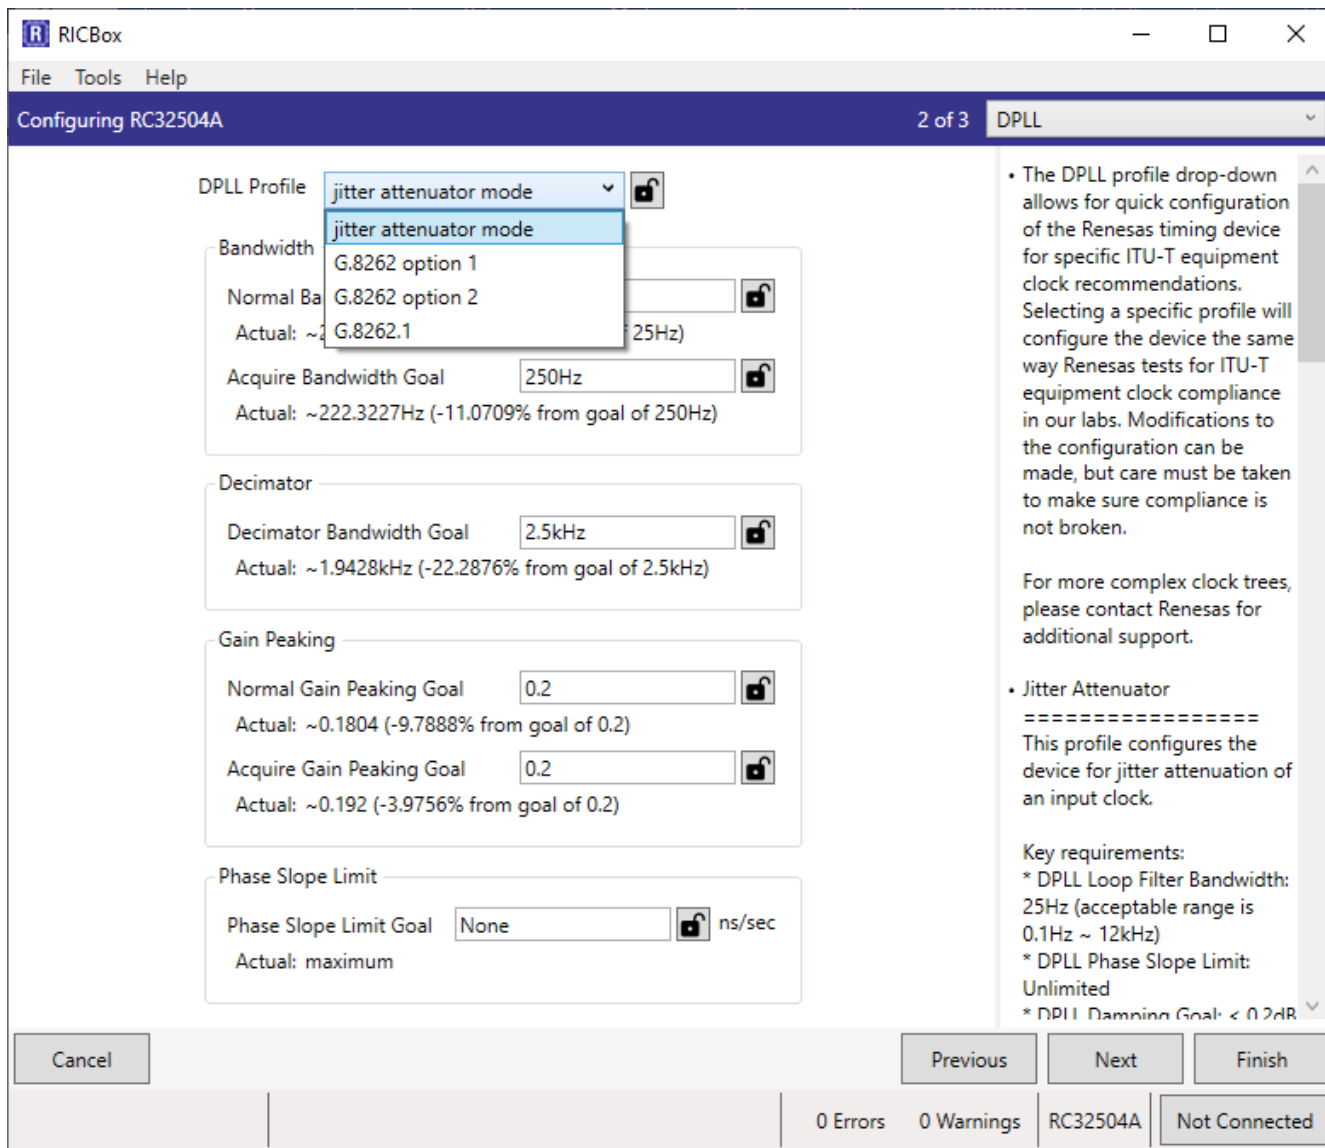 R RICBox
File Tools Help
Configuring RC32504A 2 of 3 DPLL
DPLL Profile jitter attenuator mode
jitter attenuator mode
G.8262 option 1
G.8262 option 2
G.8262.1
Bandwidth
Normal
Actual: 25Hz)
Acquire Bandwidth Goal 250Hz
Actual: ~222.3227Hz (-11.0709% from goal of 250Hz)
Decimator
Decimator Bandwidth Goal 2.5kHz
Actual: ~1.9428kHz (-22.2876% from goal of 2.5kHz)
Gain Peaking
Normal Gain Peaking Goal 0.2
Actual: ~0.1804 (-9.7888% from goal of 0.2)
Acquire Gain Peaking Goal 0.2
Actual: ~0.192 (-3.9756% from goal of 0.2)
Phase Slope Limit
Phase Slope Limit Goal None ns/sec
Actual: maximum
• The DPLL profile drop-down
allows for quick configuration
of the Renesas timing device
for specific ITU-T equipment
clock recommendations.
Selecting a specific profile will
configure the device the same
way Renesas tests for ITU-T
equipment clock compliance
in our labs. Modifications to
the configuration can be
made, but care must be taken
to make sure compliance is
not broken.
For more complex clock trees,
please contact Renesas for
additional support.
• Jitter Attenuator
=================
This profile configures the
device for jitter attenuation of
an input clock.
Key requirements:
* DPLL Loop Filter Bandwidth:
25Hz (acceptable range is
0.1Hz ~ 12kHz)
* DPLL Phase Slope Limit:
Unlimited
* DPLL Damping Goal: < 0.2dB
Cancel Previous Next Finish
0 Errors 0 Warnings RC32504A Not Connected